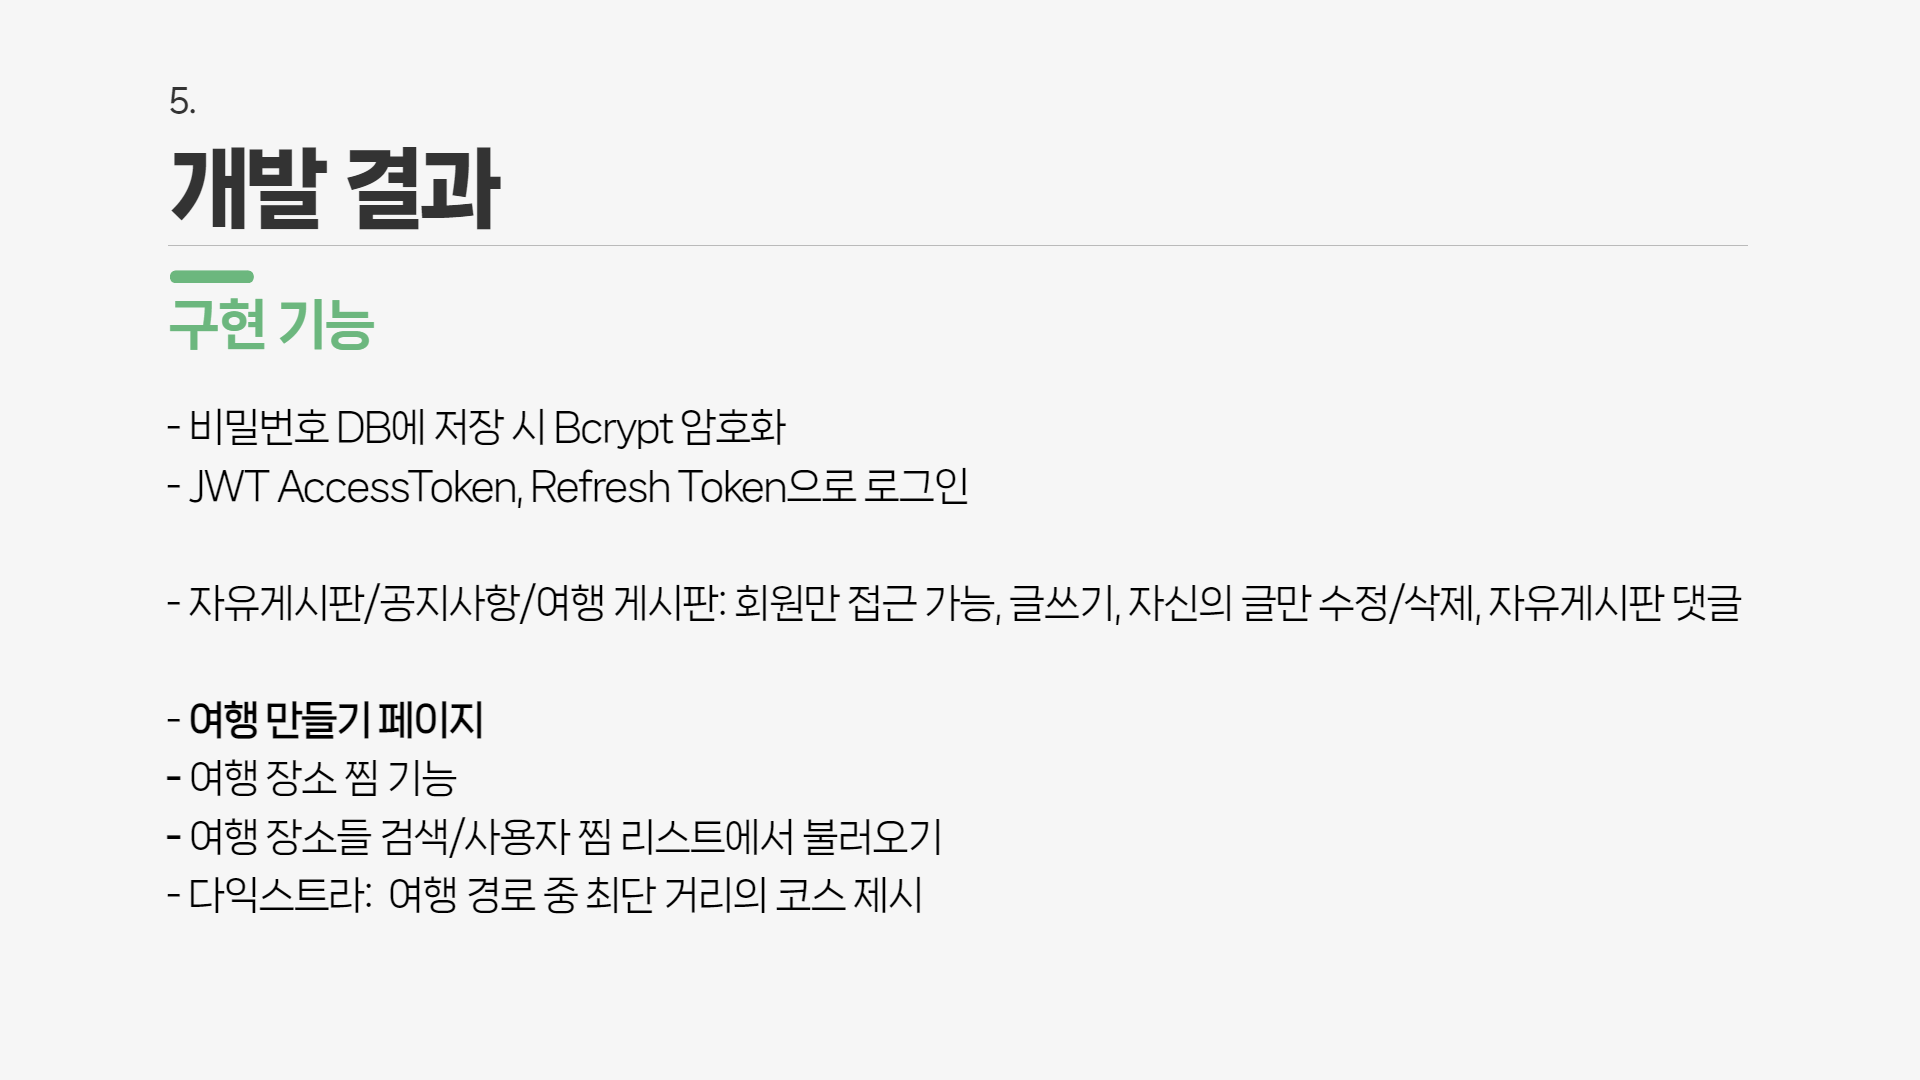 5.
개발 결과
구현 기능
- 비밀번호 DB에 저장 시 Bcrypt 암호화
- JWT AccessToken, Refresh Token으로 로그인
- 자유게시판/공지사항/여행 게시판: 회원만 접근 가능, 글쓰기, 자신의 글만 수정/삭제, 자유게시판 댓글
- 여행 만들기 페이지
- 여행 장소 찜 기능
- 여행 장소들 검색/사용자 찜 리스트에서 불러오기
- 다익스트라:  여행 경로 중 최단 거리의 코스 제시